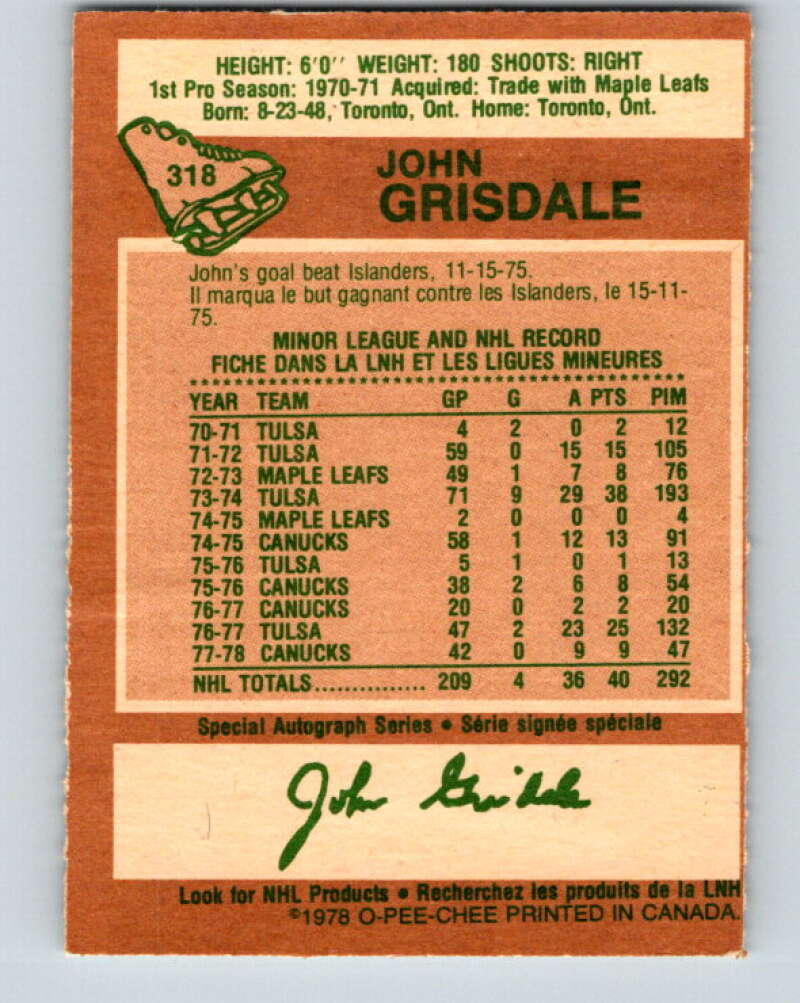 HEIGHT: 6'0'' WEIGHT: 180 SHOOTS: RIGHT
1st Pro Season: 1970-71 Acquired: Trade with Maple Leafs
Born: 8-23-48, Toronto, Ont. Home: Toronto, Ont.
318
JOHN
GRISDALE
John's goal beat Islanders, 11-15-75.
Il marqua le but gagnant contre les Islanders, le 15-11-
75.
MINOR LEAGUE AND NHL RECORD
FICHE DANS LA LNH ET LES LIGUES MINEURES
YEAR TEAM GP G A PTS PIM
70-71 TULSA 4 2 0 2 12
71-72 TULSA 59 0 15 15 105
72-73 MAPLE LEAFS 49 1 7 8 76
73-74 TULSA 71 9 29 38 193
74-75 MAPLE LEAFS 2 0 0 0 4
74-75 CANUCKS 58 1 12 13 91
75-76 TULSA 5 1 0 1 13
75-76 CANUCKS 38 2 6 8 54
76-77 CANUCKS 20 0 2 2 20
76-77 TULSA 47 2 23 25 132
77-78 CANUCKS 42 0 9 9 47
NHL TOTALS............... 209 4 36 40 292
Special Autograph Series • Série signée spéciale
John Grisdale
Look for NHL Products • Recherchez les produits de la LNH
©1978 O-PEE-CHEE PRINTED IN CANADA.